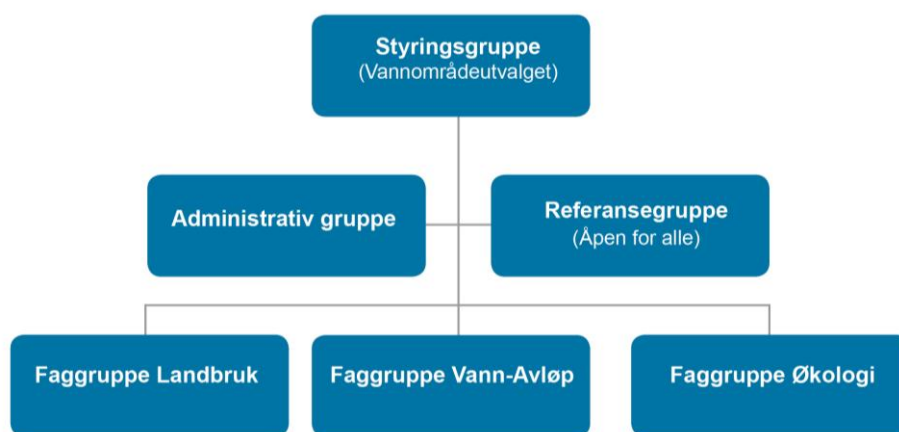 Styringsgruppe
(Vannområdeutvalget)
Administrativ gruppe
Referansegruppe
(Åpen for alle)
Faggruppe Landbruk
Faggruppe Vann-Avløp
Faggruppe Økologi